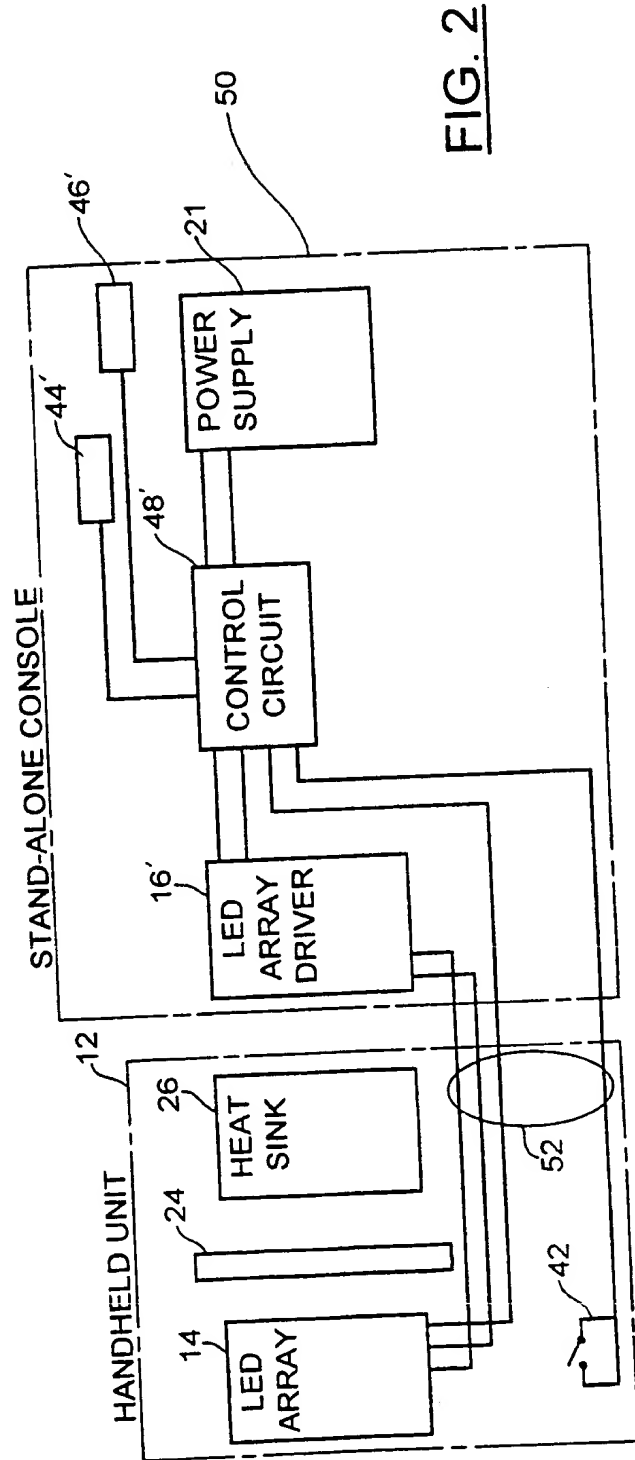 HANDHELD UNIT
12
14
LED
ARRAY
24
26
HEAT
SINK
42
52
STAND-ALONE CONSOLE
16′
LED
ARRAY
DRIVER
48′
CONTROL
CIRCUIT
44′
46′
21
POWER
SUPPLY
50
FIG. 2